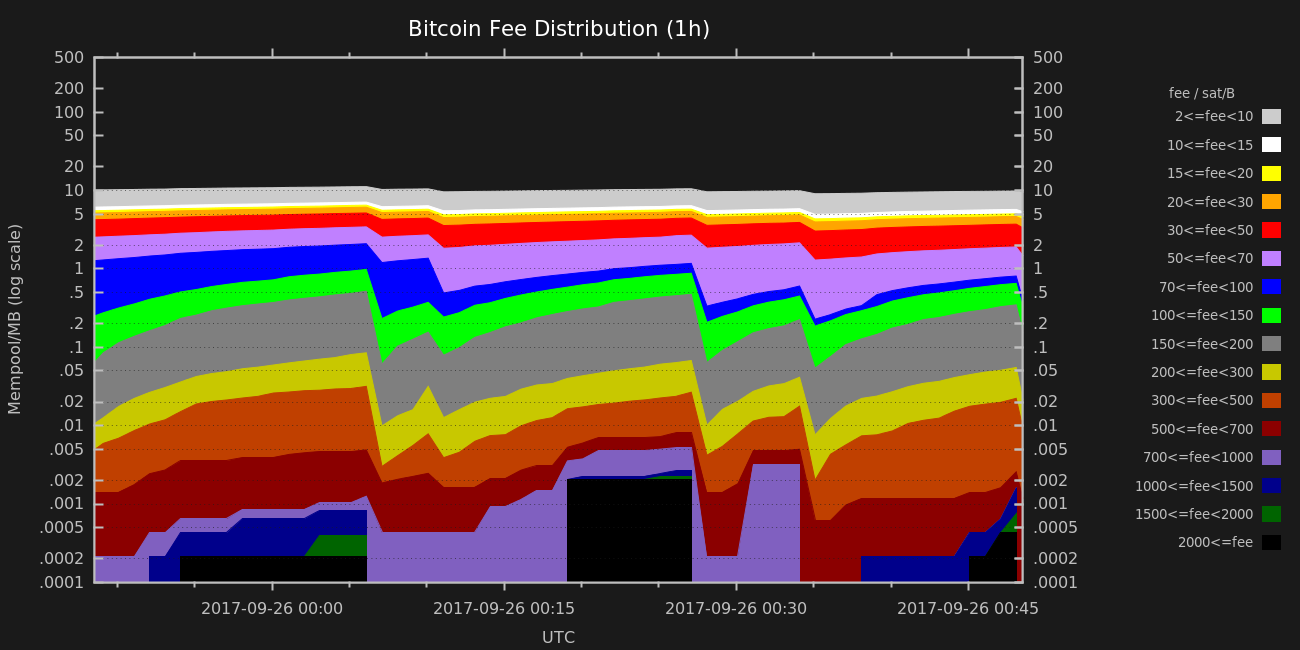 Bitcoin Fee Distribution (1h)
500
200
100
50
20
10
5
2
1
.5
.2
.1
.05
.02
.01
.005
.002
.001
.0005
.0002
.0001
Mempool/MB (log scale)
500
200
100
50
20
10
5
2
1
.5
.2
.1
.05
.02
.01
.005
.002
.001
.0005
.0002
.0001
2017-09-26 00:00
2017-09-26 00:15
2017-09-26 00:30
2017-09-26 00:45
UTC
fee / sat/B
2<=fee<10
10<=fee<15
15<=fee<20
20<=fee<30
30<=fee<50
50<=fee<70
70<=fee<100
100<=fee<150
150<=fee<200
200<=fee<300
300<=fee<500
500<=fee<700
700<=fee<1000
1000<=fee<1500
1500<=fee<2000
2000<=fee